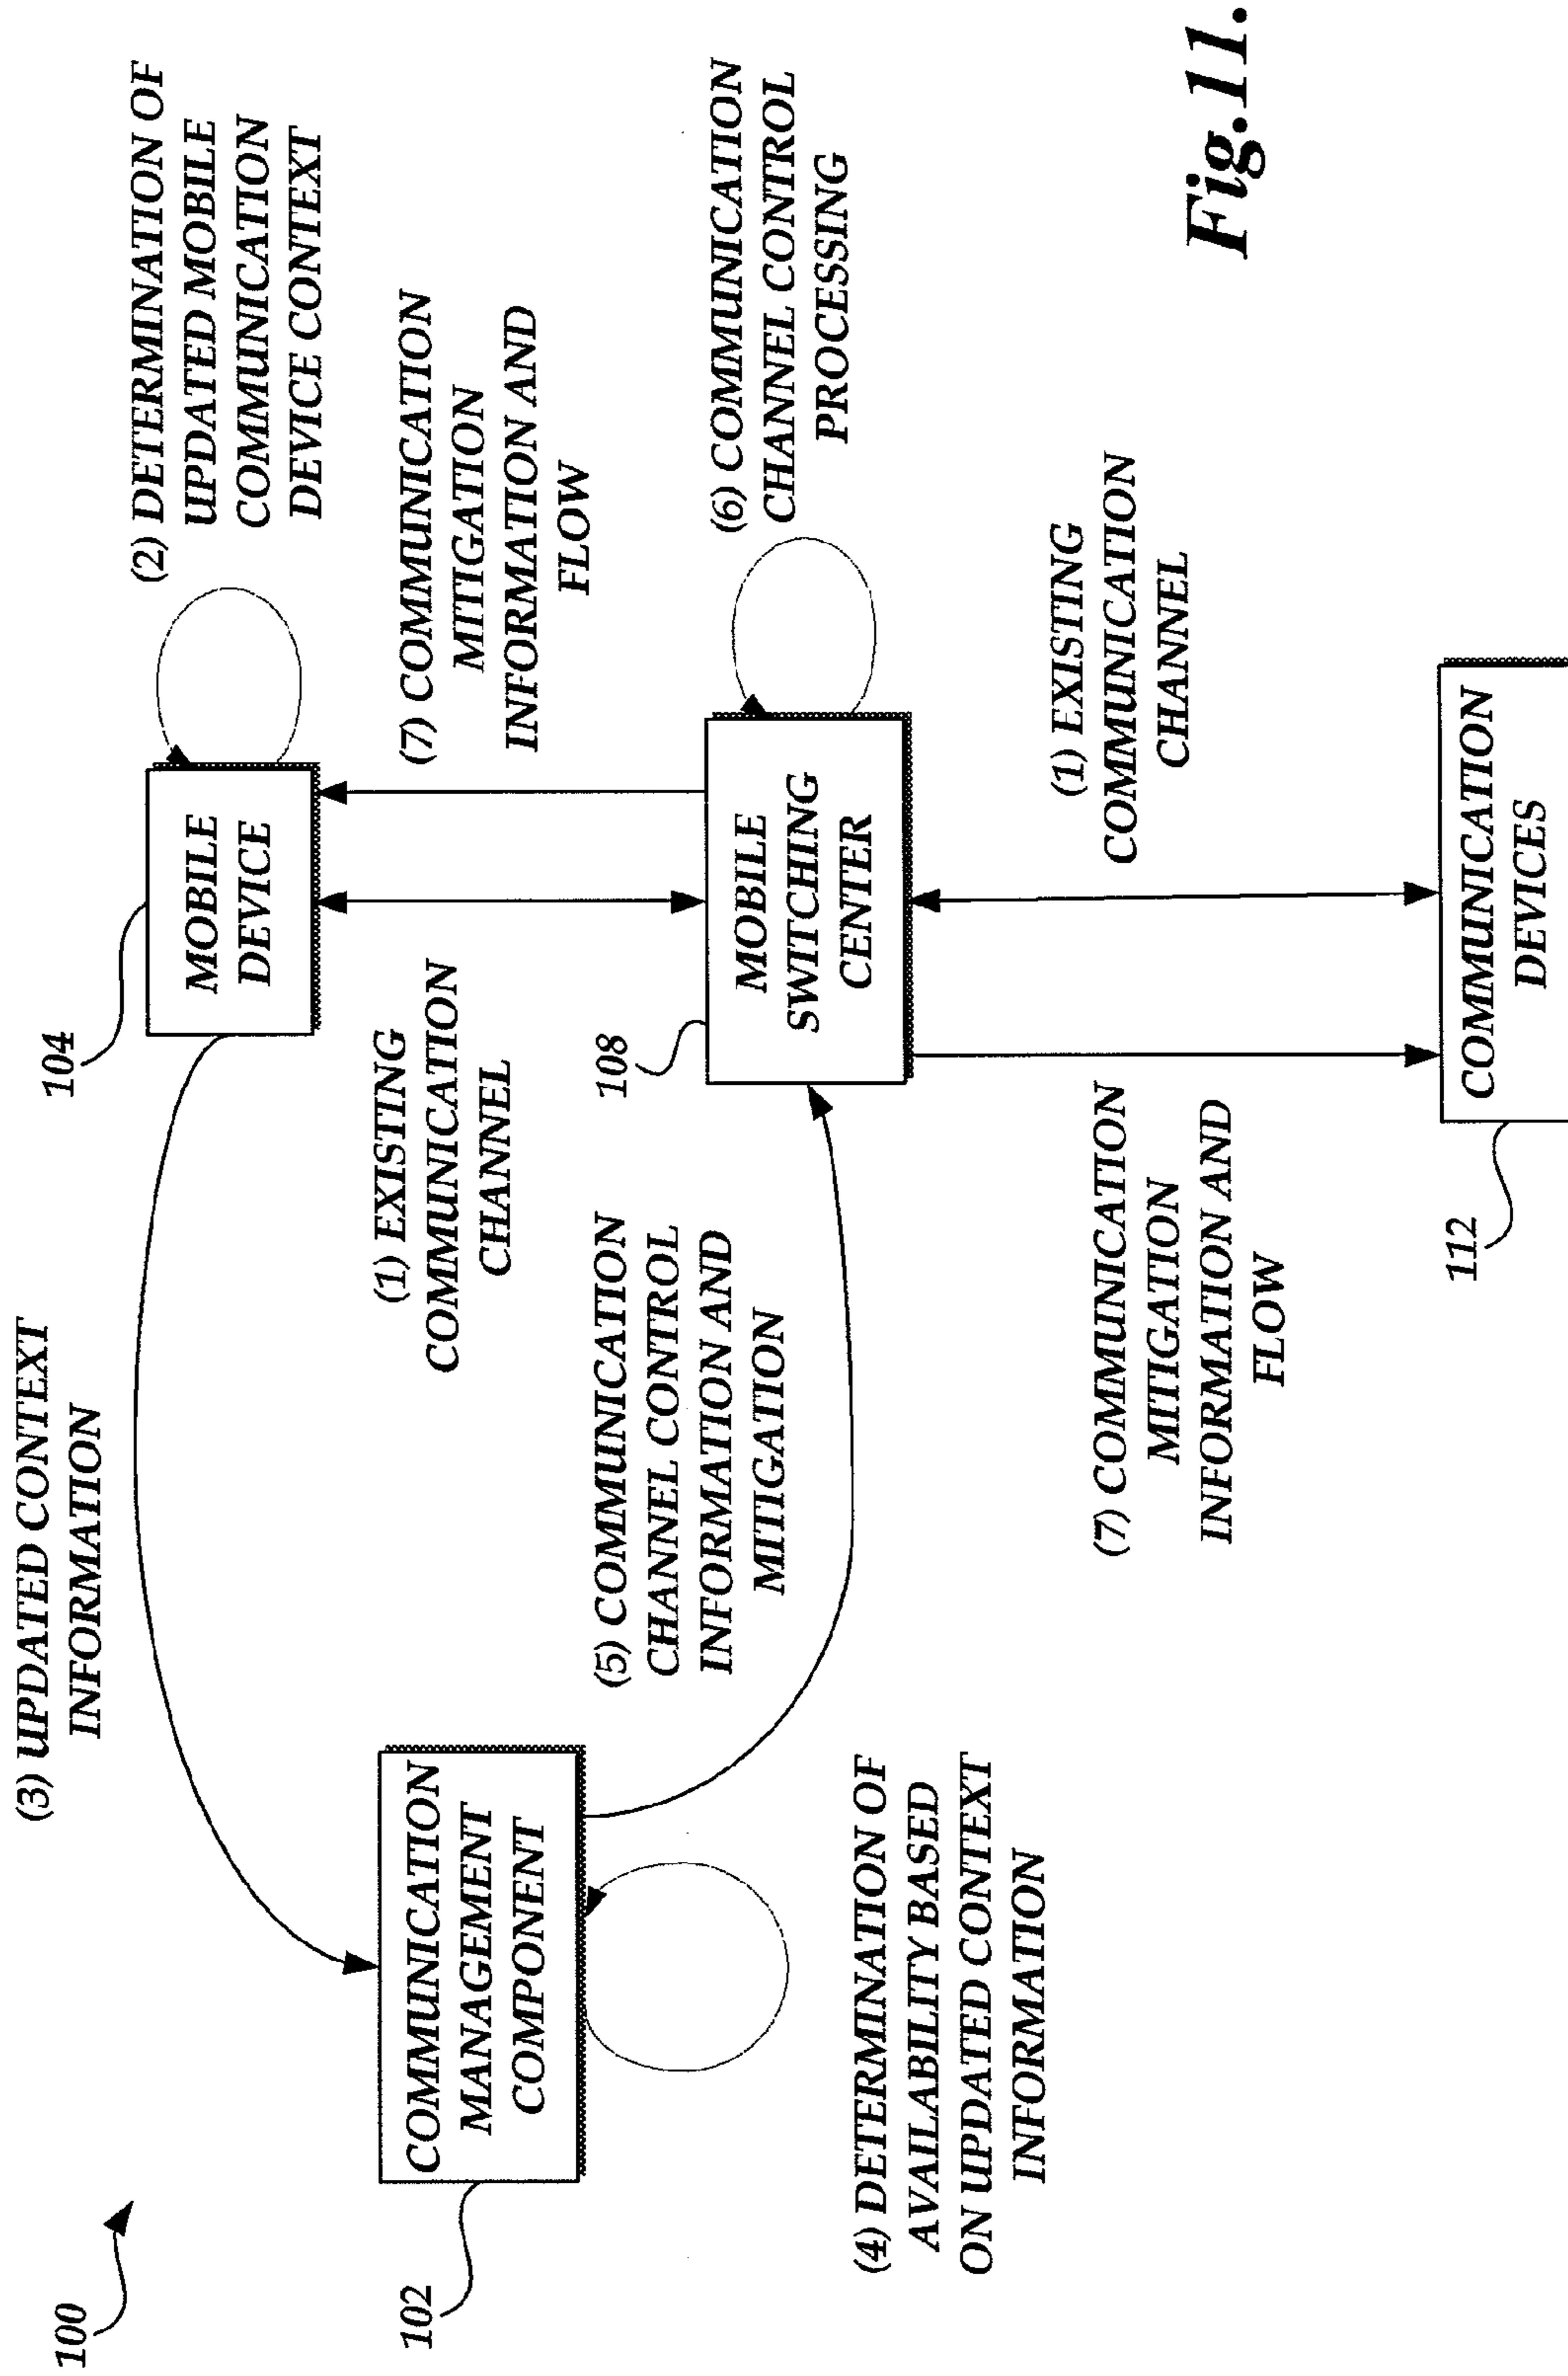 100
(3) UPDATED CONTEXT
INFORMATION
104
MOBILE
DEVICE
(2) DETERMINATION OF
UPDATED MOBILE
COMMUNICATION
DEVICE CONTEXT
102
COMMUNICATION
MANAGEMENT
COMPONENT
(1) EXISTING
COMMUNICATION
CHANNEL
(7) COMMUNICATION
MITIGATION
INFORMATION AND
FLOW
(5) COMMUNICATION
CHANNEL CONTROL
INFORMATION AND
MITIGATION
108
MOBILE
SWITCHING
CENTER
(6) COMMUNICATION
CHANNEL CONTROL
PROCESSING
(4) DETERMINATION OF
AVAILABILITY BASED
ON UPDATED CONTEXT
INFORMATION
(7) COMMUNICATION
MITIGATION
INFORMATION AND
FLOW
(1) EXISTING
COMMUNICATION
CHANNEL
112
COMMUNICATION
DEVICES
Fig.11.